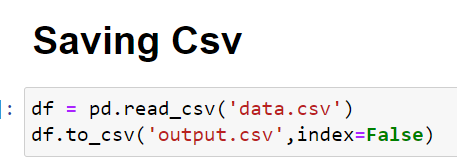 Saving Csv
]: df = pd.read_csv('data.csv')
df.to_csv('output.csv',index=False)